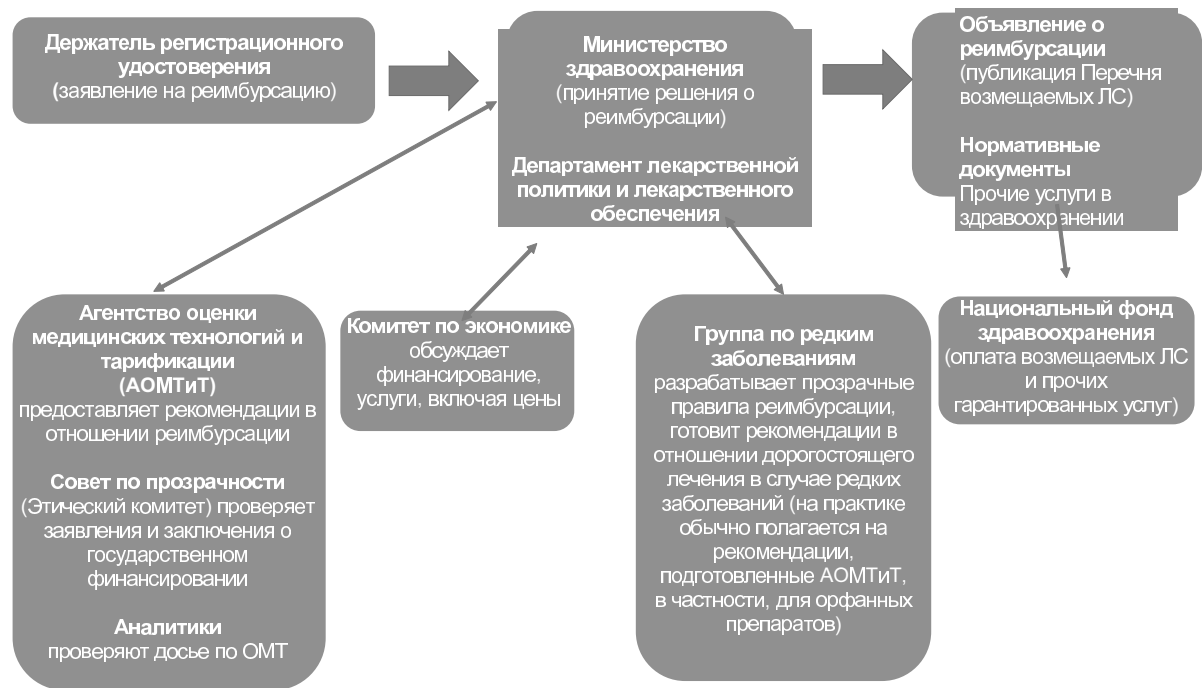 Держатель регистрационного
удостоверения
(заявление на реимбурсацию)
Министерство
здравоохранения
(принятие решения о
реимбурсации)
Департамент лекарственной
политики и лекарственного
обеспечения
Объявление о
реимбурсации
(публикация Перечня
возмещаемых ЛС)
Нормативные
документы
Прочие услуги в
здравоохранении
Агентство оценки
медицинских технологий и
тарификации
(АОМТиТ)
предоставляет рекомендации в
отношении реимбурсации
Совет по прозрачности
(Этический комитет) проверяет
заявления и заключения о
государственном
финансировании
Аналитики
проверяют досье по ОМТ
Комитет по экономике
обсуждает
финансирование,
услуги, включая цены
Группа по редким
заболеваниям
разрабатывает прозрачные
правила реимбурсации,
готовит рекомендации в
отношении дорогостоящего
лечения в случае редких
заболеваний (на практике
обычно полагается на
рекомендации,
подготовленные АОМТиТ,
в частности, для орфанных
препаратов)
Национальный фонд
здравоохранения
(оплата возмещаемых ЛС
и прочих
гарантированных услуг)